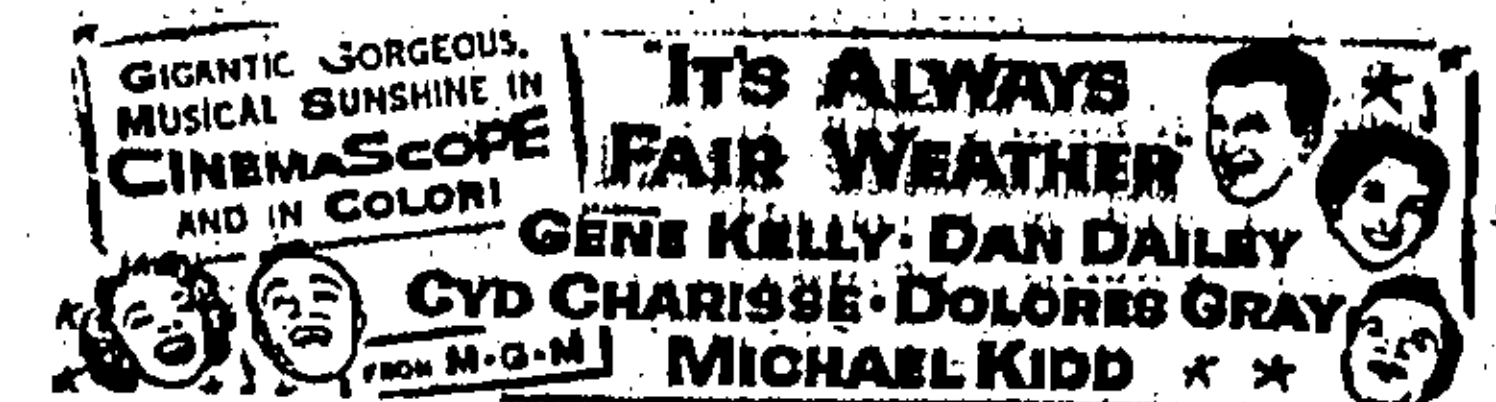 GIGANTIC GORGEOUS.
MUSICAL SUNSHINE IN
CINEMASCOPE
AND IN COLOR!
"IT'S ALWAYS
FAIR WEATHER"
GENE KELLY · DAN DAILEY
CYD CHARISSE · DOLORES GRAY
MICHAEL KIDD
FROM M-G-M